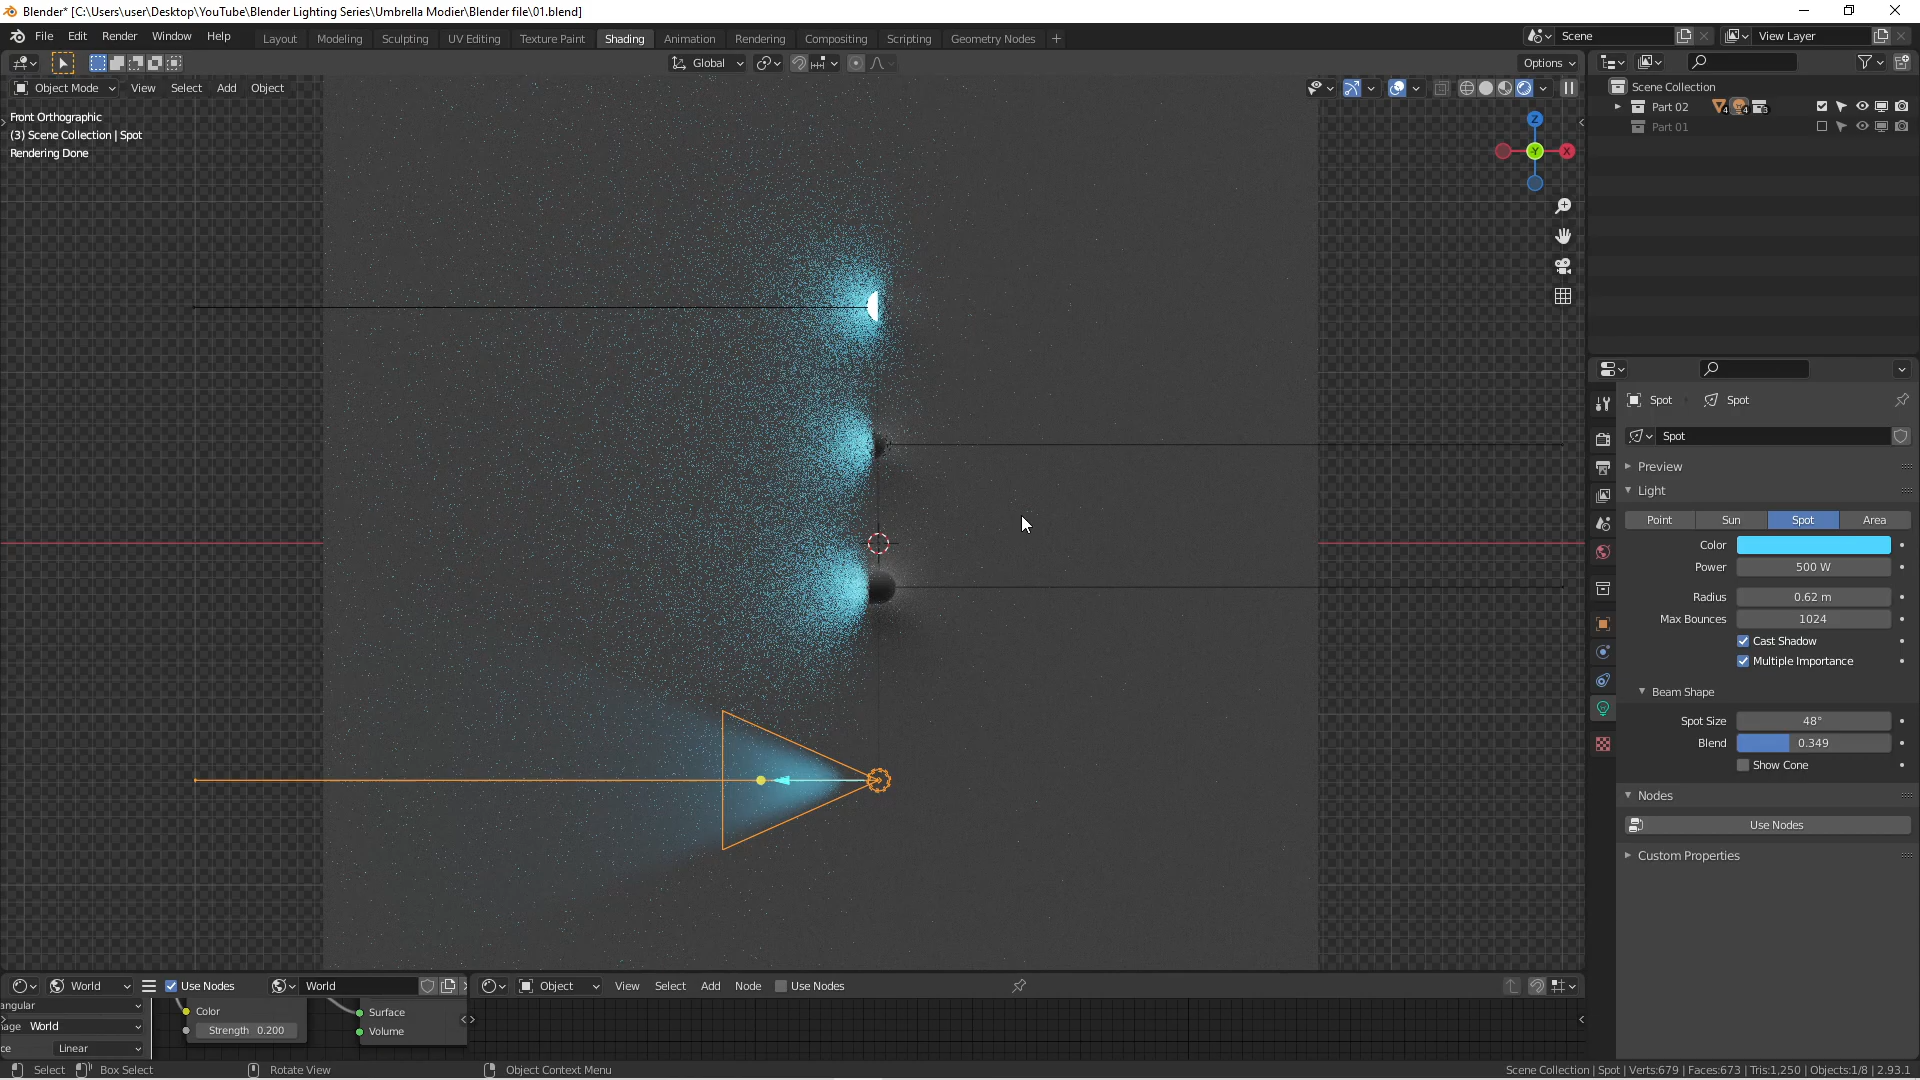 Blender* [C:\Users\user\Desktop\YouTube\Blender Lighting Series\Umbrella Modier\Blender file\01.blend]
File Edit Render Window Help Layout Modeling Sculpting UV Editing Texture Paint Shading Animation Rendering Compositing Scripting Geometry Nodes + Scene View Layer
Global Options
Object Mode View Select Add Object
Front Orthographic
(3) Scene Collection | Spot
Rendering Done
Z
-Y
X
Scene Collection
Part 02 4 4 3
Part 01
Spot Spot
Spot
Preview
Light
Point Sun Spot Area
Color
Power 500 W
Radius 0.62 m
Max Bounces 1024
Cast Shadow
Multiple Importance
Beam Shape
Spot Size 48°
Blend 0.349
Show Cone
Nodes
Use Nodes
Custom Properties
World Use Nodes World Object View Select Add Node Use Nodes
angular
Color
Surface
World
Strength 0.200
Volume
Linear
Select Box Select Rotate View Object Context Menu Scene Collection | Spot | Verts:679 | Faces:673 | Tris:1,250 | Objects:1/8 | 2.93.1